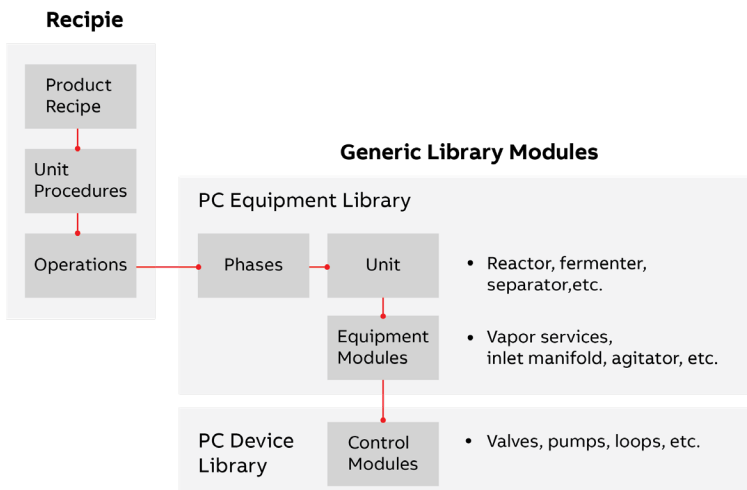 Recipie
Product
Recipe
Unit
Procedures
Operations
Generic Library Modules
PC Equipment Library
Phases
Unit
• Reactor, fermenter,
separator,etc.
Equipment
Modules
• Vapor services,
inlet manifold, agitator, etc.
PC Device
Library
Control
Modules
• Valves, pumps, loops, etc.